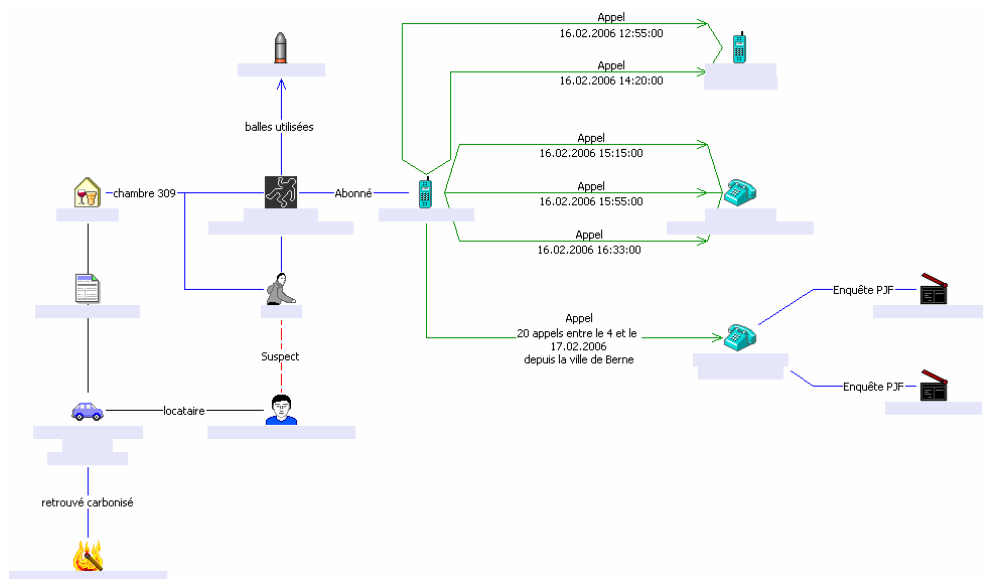 Appel
16.02.2006 12:55:00
Appel
16.02.2006 14:20:00
balles utilisées
Appel
16.02.2006 15:15:00
chambre 309
Abonné
Appel
16.02.2006 15:55:00
Appel
16.02.2006 16:33:00
Enquête PJF
Appel
20 appels entre le 4 et le
17.02.2006
depuis la ville de Berne
Suspect
Enquête PJF
locataire
retrouvé carbonisé